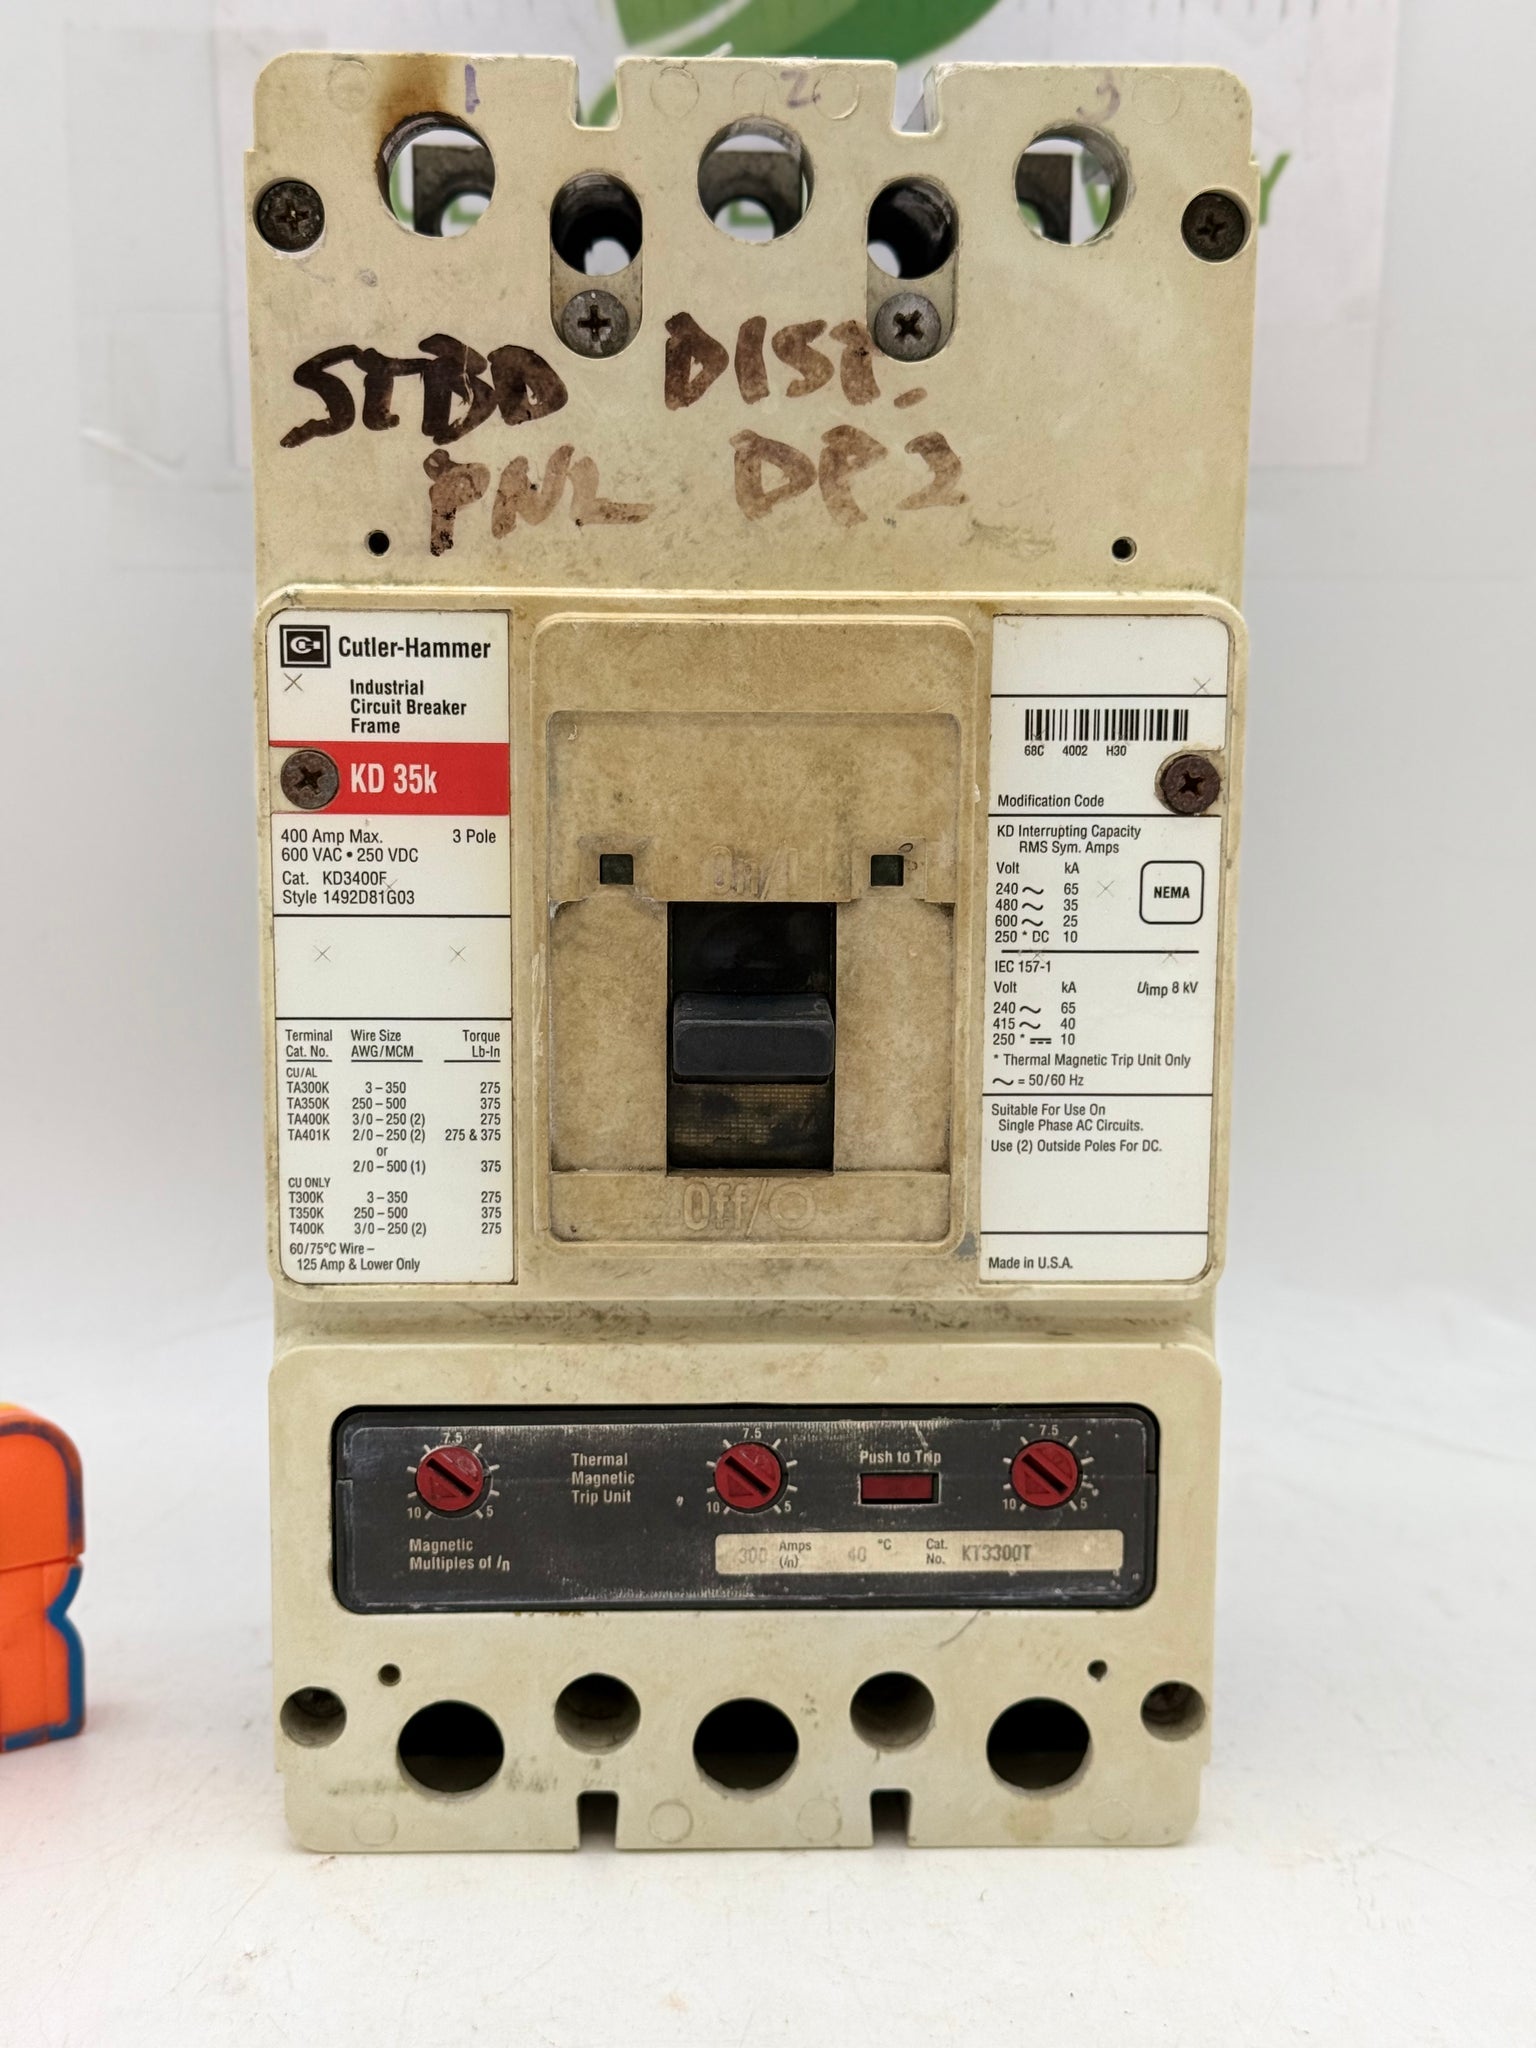 1 2 3
STBD DIST.
PNL DP2
Cutler-Hammer
Industrial
Circuit Breaker
Frame
KD 35k
400 Amp Max. 3 Pole
600 VAC • 250 VDC
Cat. KD3400F
Style 1492D81G03
Terminal Wire Size Torque
Cat. No. AWG/MCM Lb-In
CU/AL
TA300K 3 – 350 275
TA350K 250 – 500 375
TA400K 3/0 – 250 (2) 275
TA401K 2/0 – 250 (2) 275 & 375
or
2/0 – 500 (1) 375
CU ONLY
T300K 3 – 350 275
T350K 250 – 500 375
T400K 3/0 – 250 (2) 275
60/75°C Wire –
125 Amp & Lower Only
On/I
Off/O
68C 4002 H30
Modification Code
KD Interrupting Capacity
RMS Sym. Amps
Volt kA
240 ~ 65
480 ~ 35
600 ~ 25
250 * DC 10
NEMA
IEC 157-1
Volt kA Uimp 8 kV
240 ~ 65
415 ~ 40
250 * ⎓ 10
* Thermal Magnetic Trip Unit Only
~ = 50/60 Hz
Suitable For Use On
Single Phase AC Circuits.
Use (2) Outside Poles For DC.
Made in U.S.A.
7.5 10 5
Thermal
Magnetic
Trip Unit
7.5 10 5
Push to Trip
7.5 10 5
Magnetic
Multiples of In
300 Amps (In) 40 °C Cat. No. KT3300T